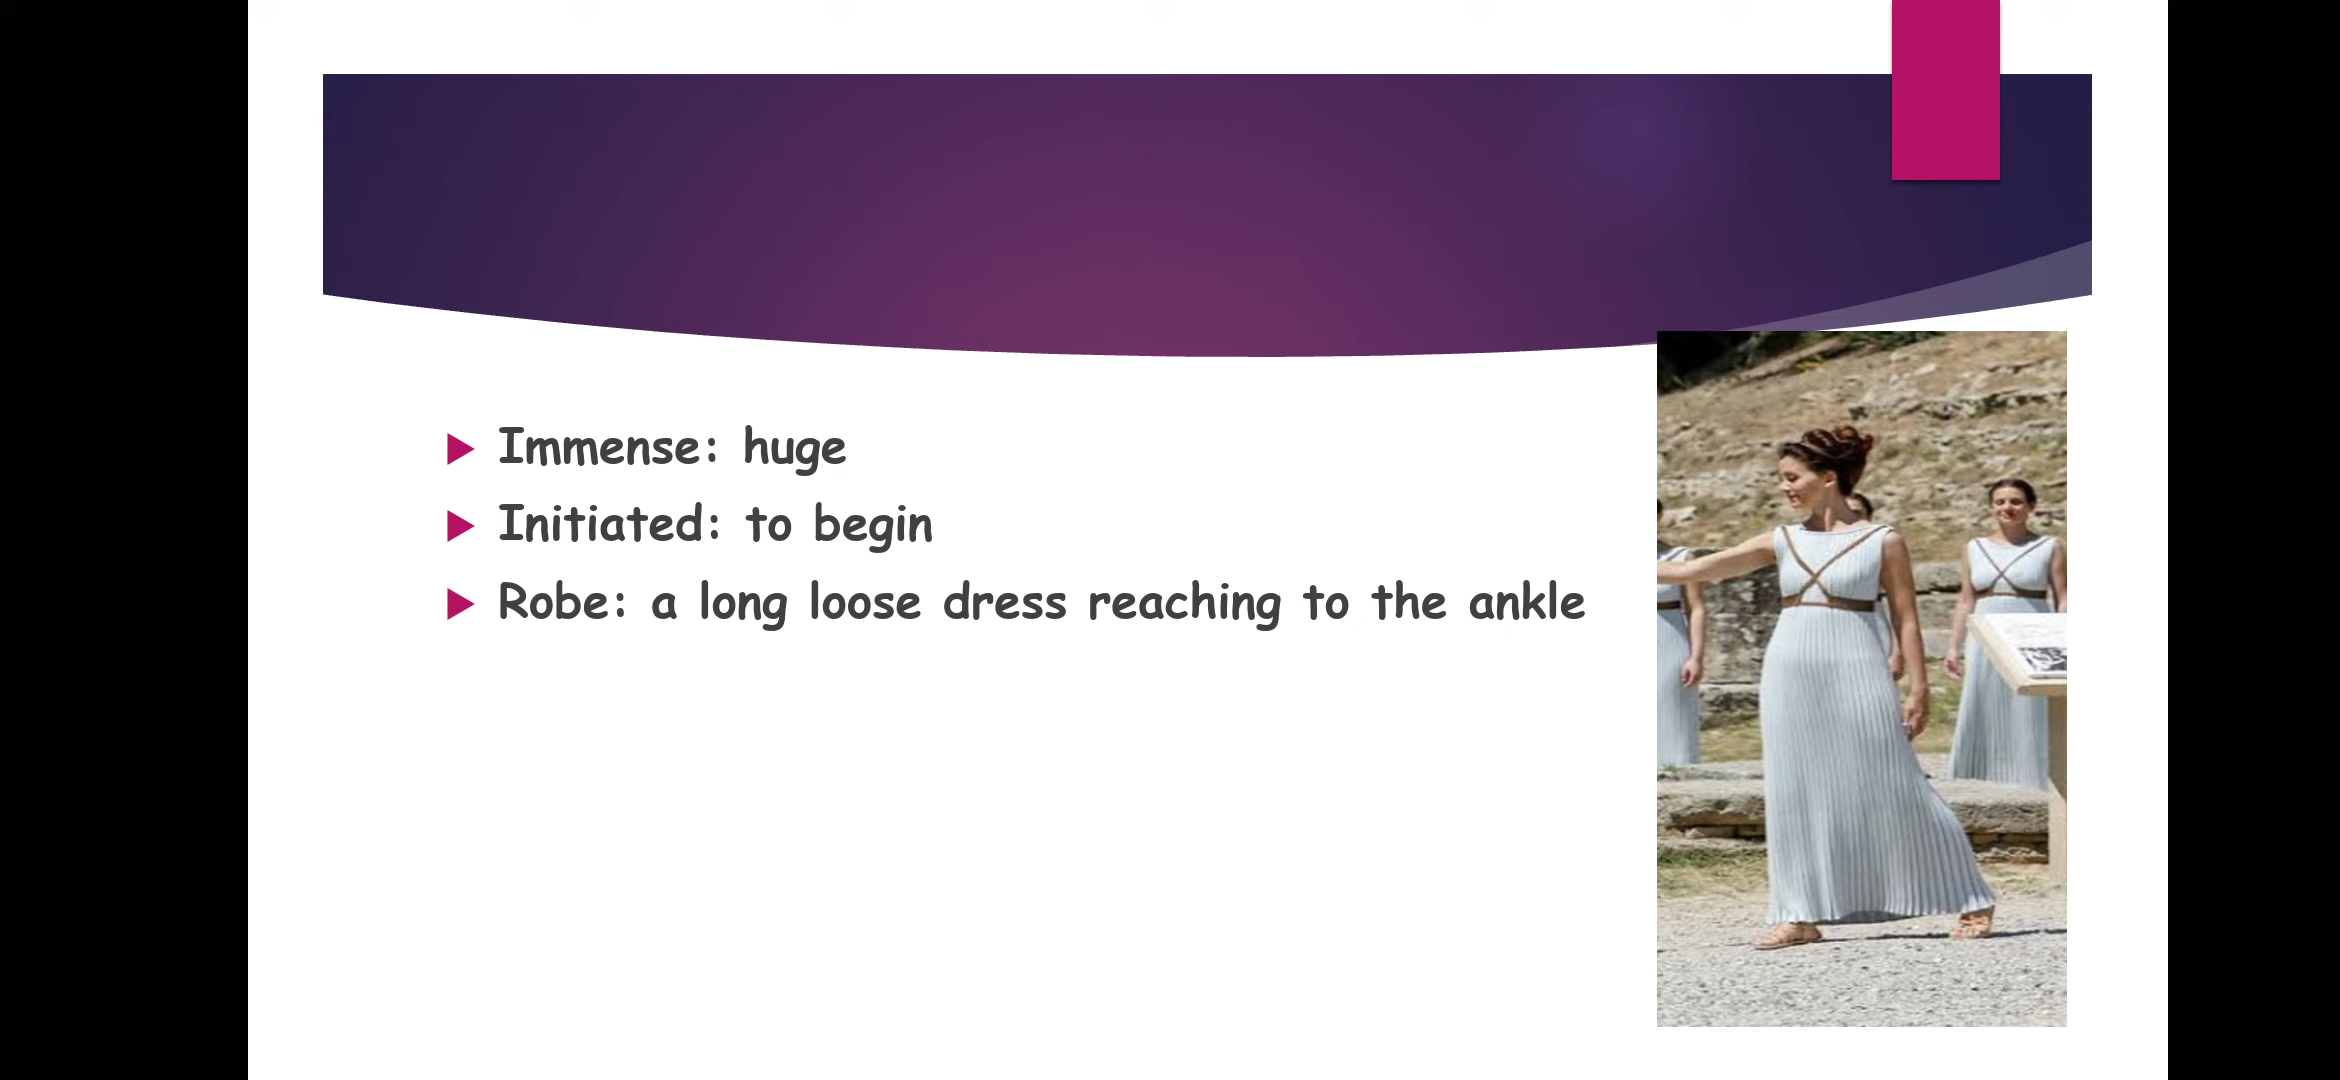 Immense: huge
Initiated: to begin
Robe: a long loose dress reaching to the ankle